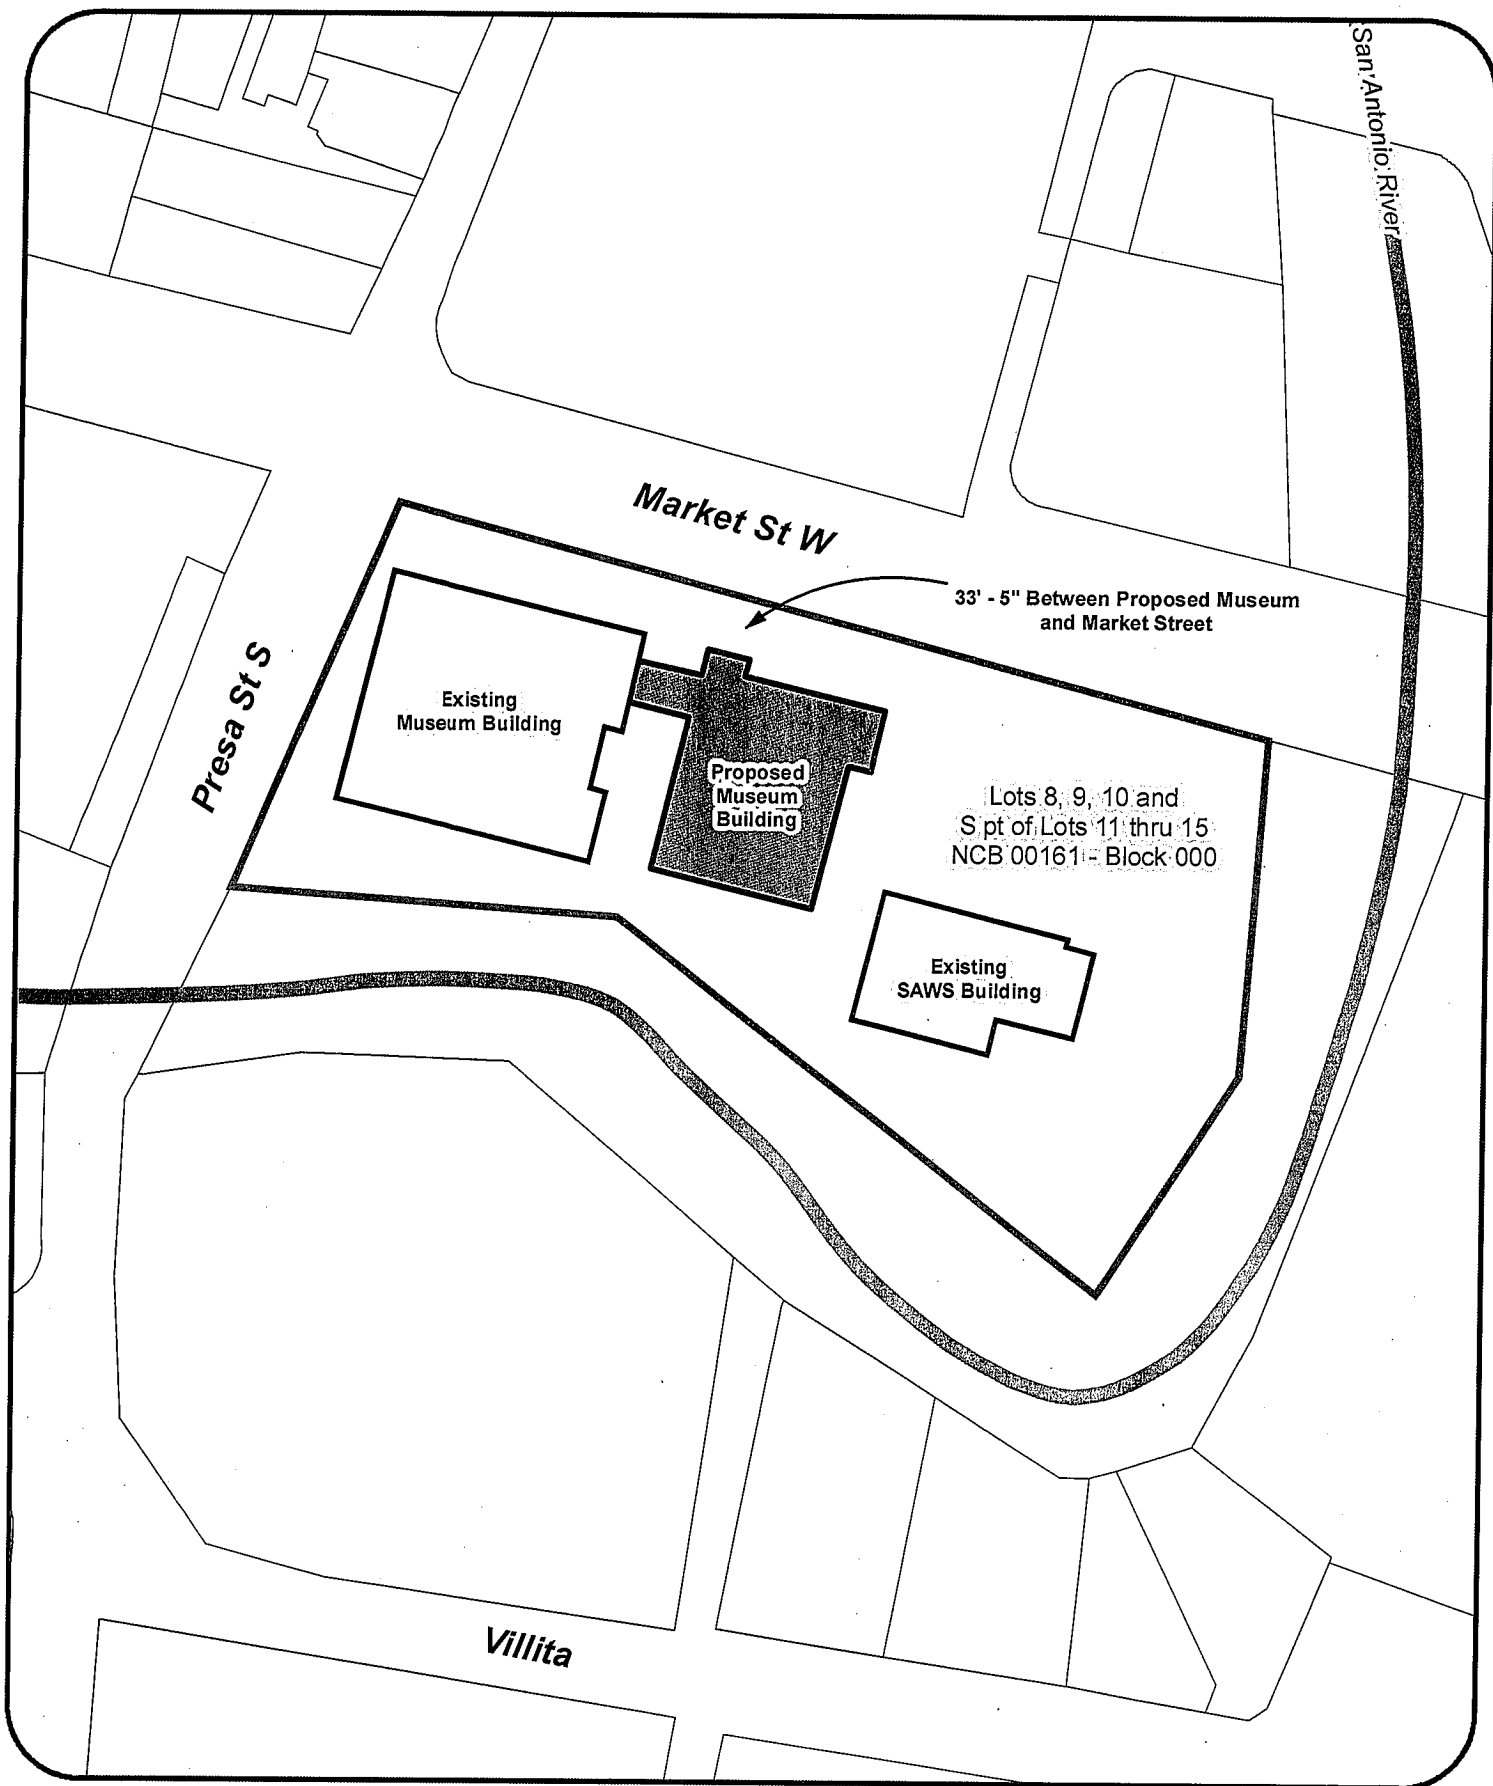 San Antonio River
Market St W
33' - 5" Between Proposed Museum
and Market Street
Presa St S
Existing
Museum Building
Proposed
Museum
Building
Lots 8, 9, 10 and
S pt of Lots 11 thru 15
NCB 00161 - Block 000
Existing
SAWS Building
Villita